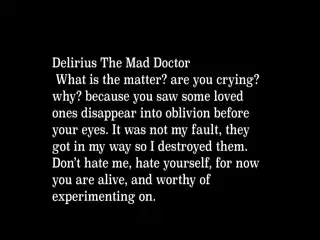 Delirius The Mad Doctor
What is the matter? are you crying?
why? because you saw some loved
ones disappear into oblivion before
your eyes. It was not my fault, they
got in my way so I destroyed them.
Don't hate me, hate yourself, for now
you are alive, and worthy of
experimenting on.